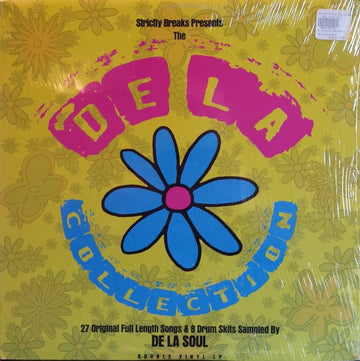 Strictly Breaks Presents:
The
DE LA
COLLECTION
27 Original Full Length Songs & 8 Drum Skits Sampled By
DE LA SOUL
DOUBLE VINYL LP